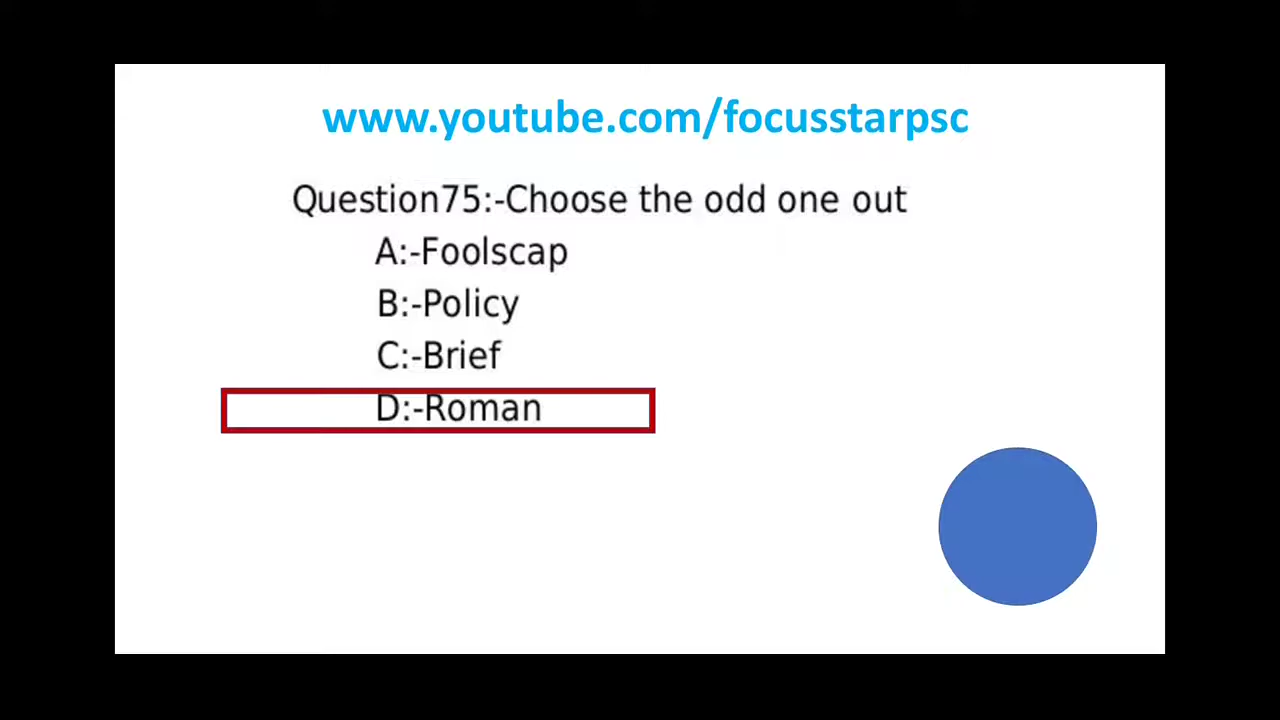 www.youtube.com/focusstarpsc
Question75:-Choose the odd one out
A:-Foolscap
B:-Policy
C:-Brief
D:-Roman